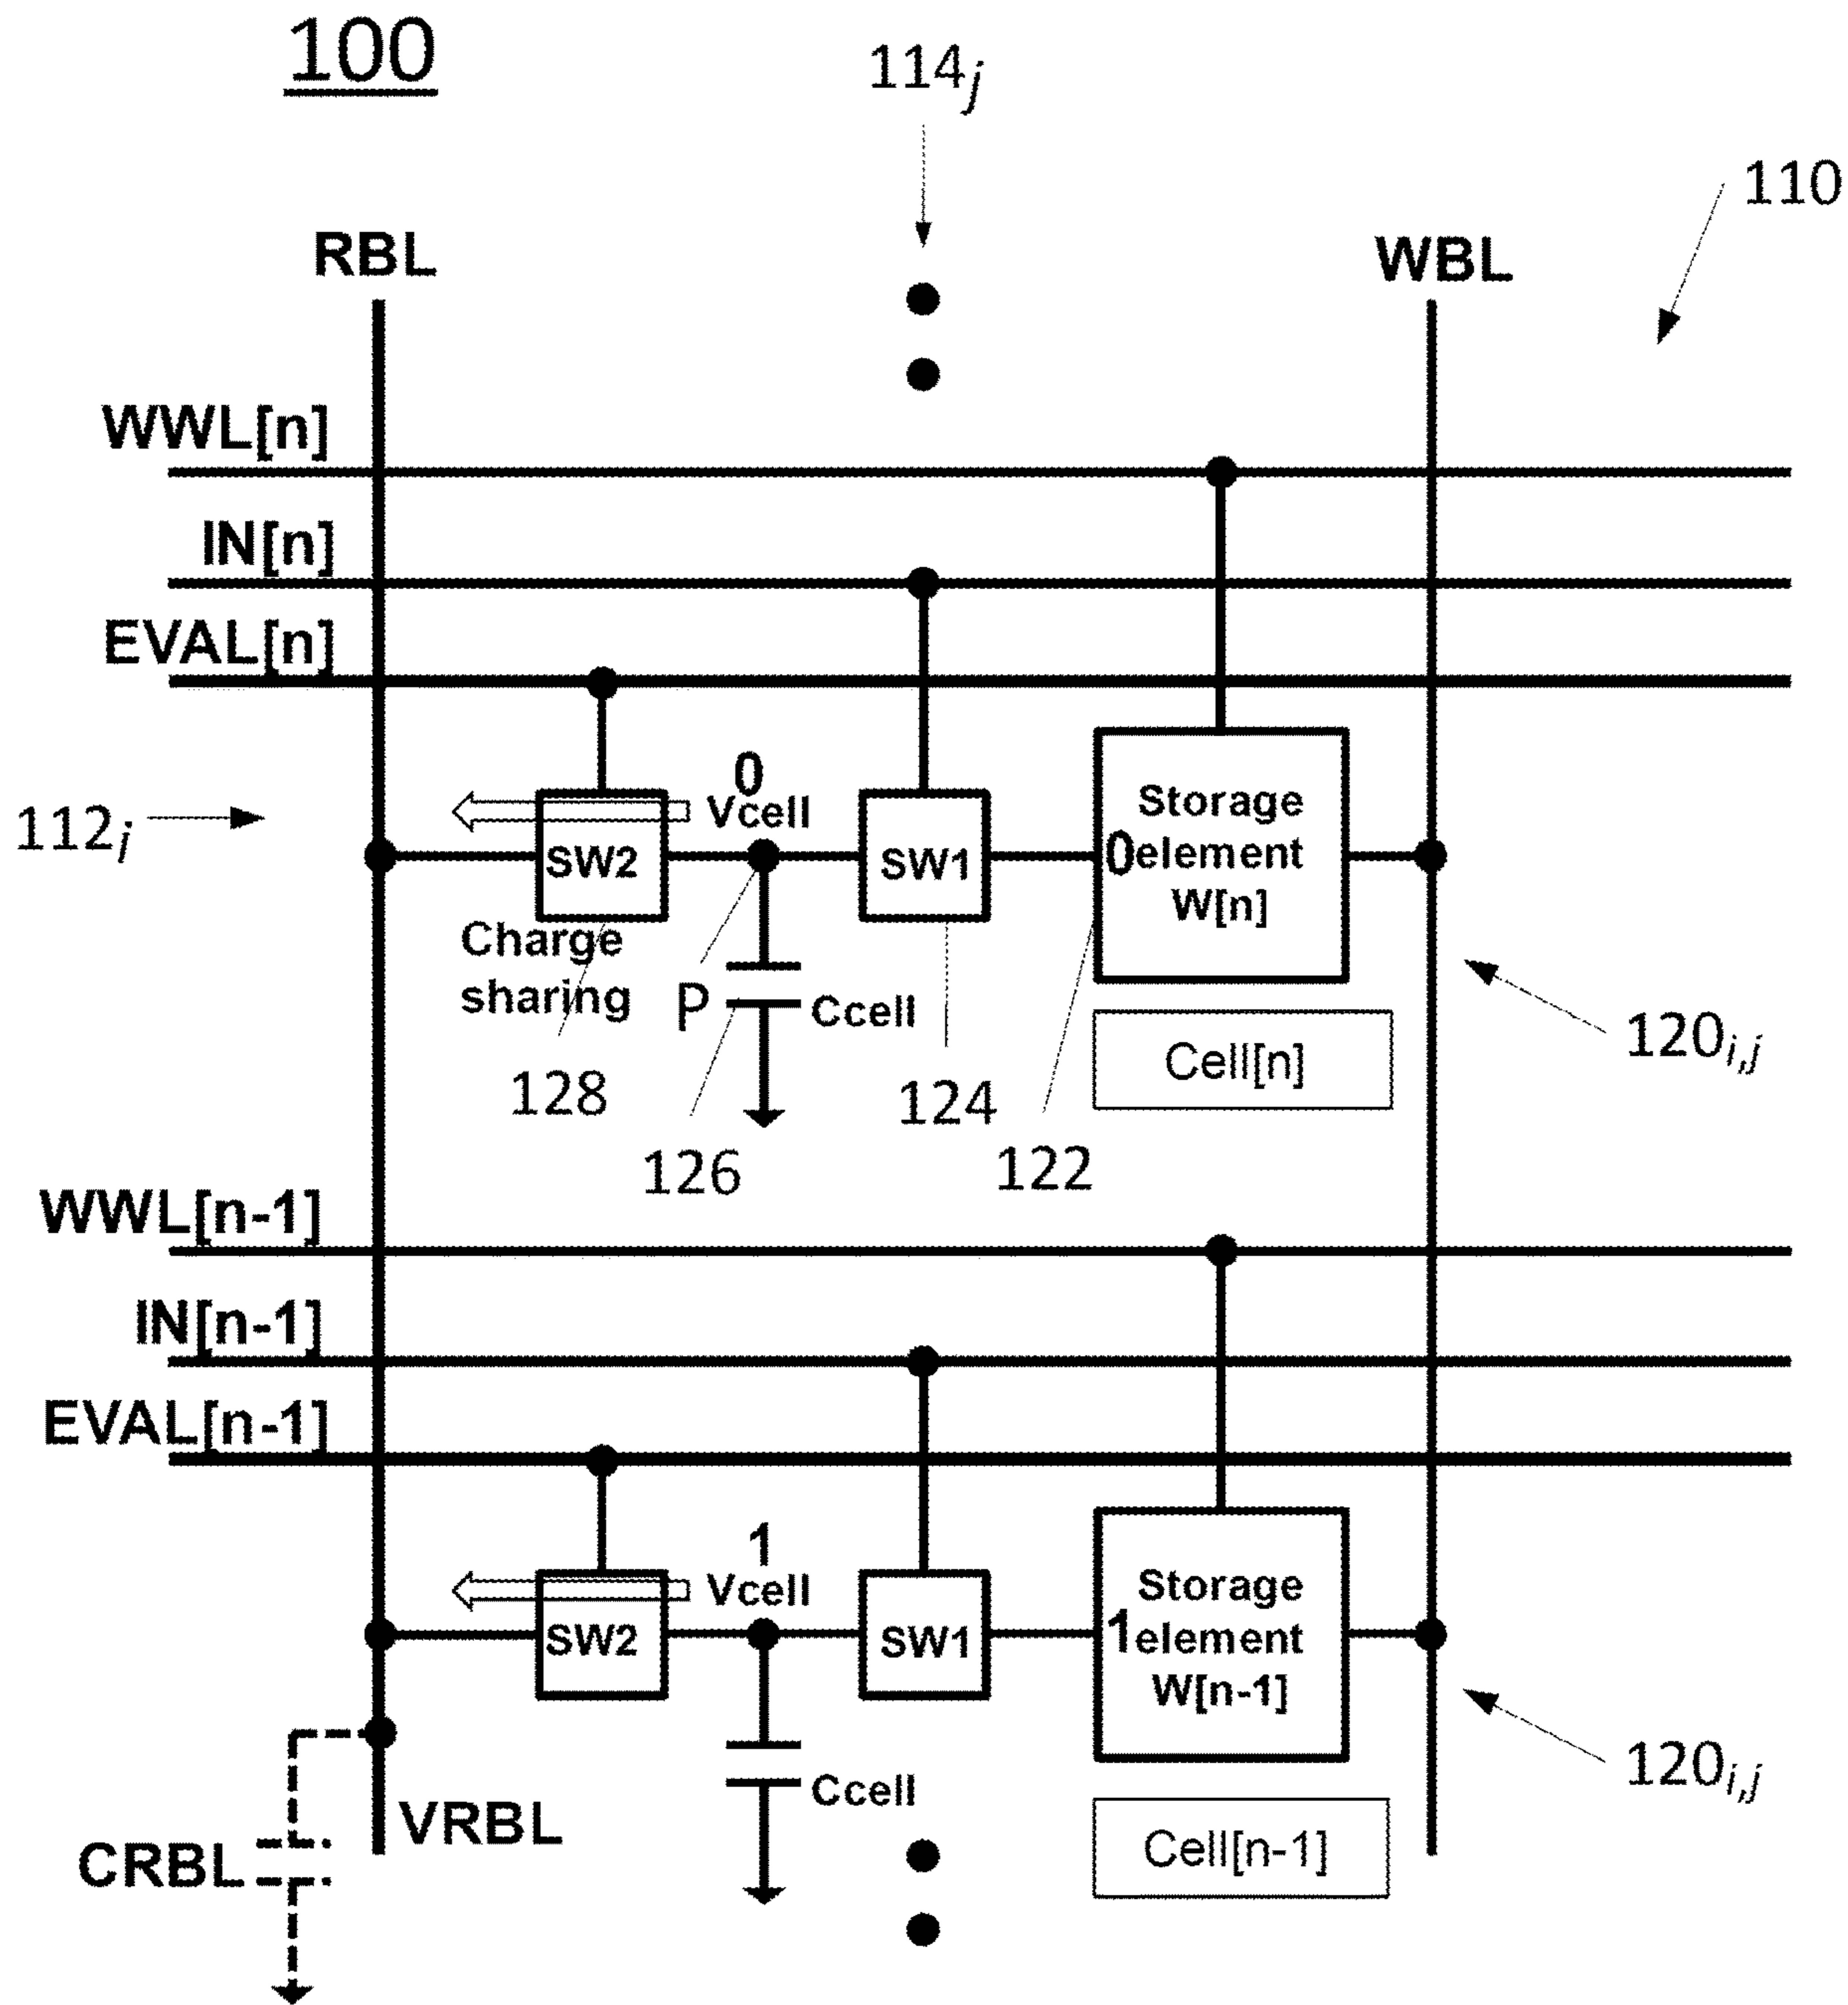 100
114j
110
RBL
WBL
WWL[n]
IN[n]
EVAL[n]
112i
0
Vcell
SW2
SW1
Storage
0element
W[n]
Charge
sharing
P
Ccell
Cell[n]
120i,j
128
126
124
122
WWL[n-1]
IN[n-1]
EVAL[n-1]
1
Vcell
SW2
SW1
Storage
1element
W[n-1]
120i,j
Ccell
Cell[n-1]
VRBL
CRBL